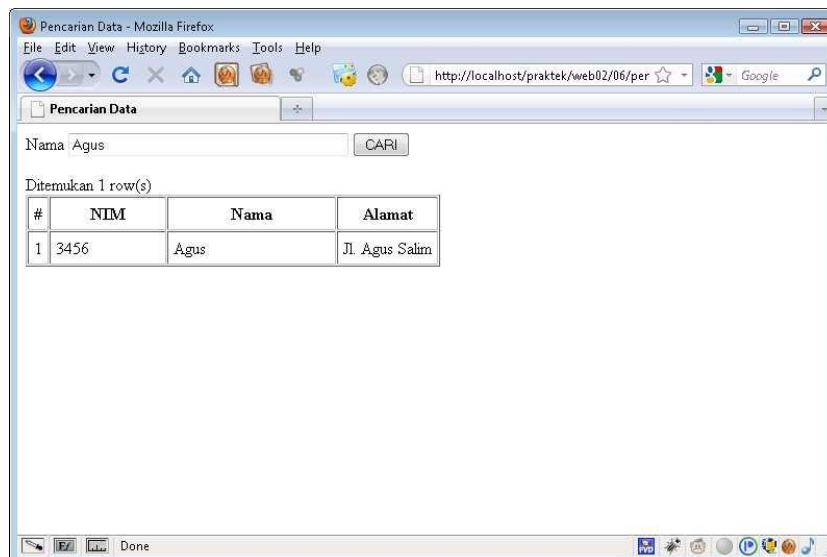 Pencarian Data - Mozilla Firefox
File Edit View History Bookmarks Tools Help
http://localhost/praktek/web02/06/per
Google
Pencarian Data
Nama Agus CARI
Ditemukan 1 row(s)
# NIM Nama Alamat
1 3456 Agus Jl. Agus Salim
Done